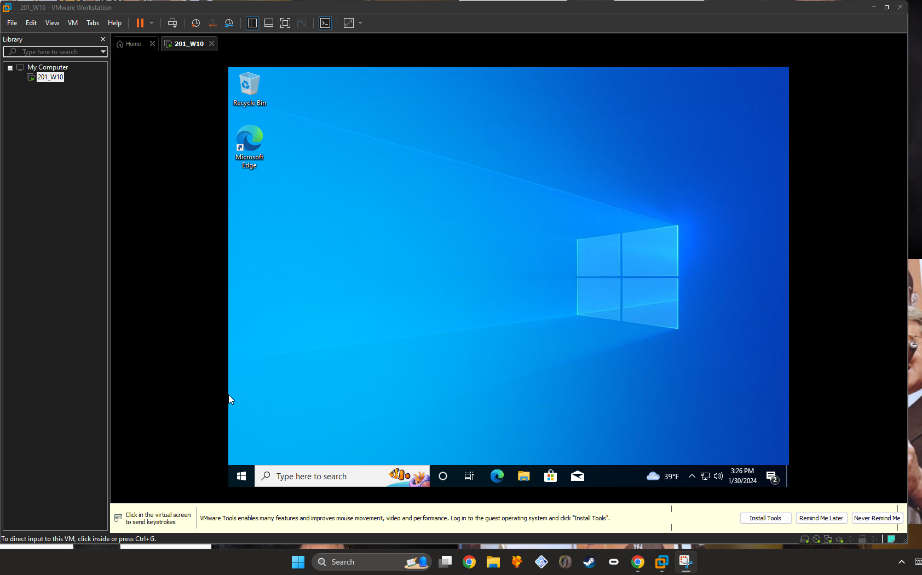 201_W10 - VMware Workstation
File Edit View VM Tabs Help
Library
Type here to search
My Computer
201_W10
Home
201_W10
Recycle Bin
Microsoft
Edge
Type here to search
39°F
3:26 PM
1/30/2024
2
Click in the virtual screen
to send keystrokes
VMware Tools enables many features and improves mouse movement, video and performance. Log in to the guest operating system and click "Install Tools".
Install Tools
Remind Me Later
Never Remind Me
To direct input to this VM, click inside or press Ctrl+G.
Search